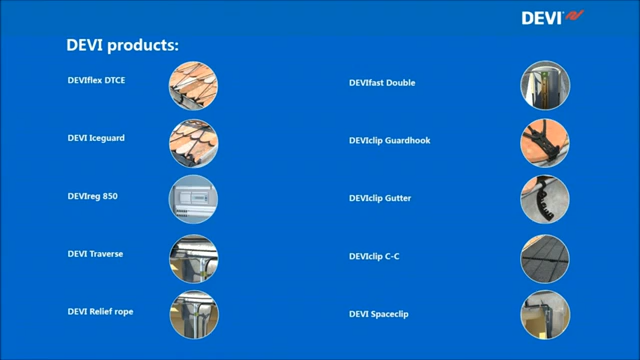 DEVI
DEVI products:
DEVIflex DTCE
DEVI Iceguard
DEVIreg 850
DEVI Traverse
DEVI Relief rope
DEVIfast Double
DEVIclip Guardhook
DEVIclip Gutter
DEVIclip C-C
DEVI Spaceclip